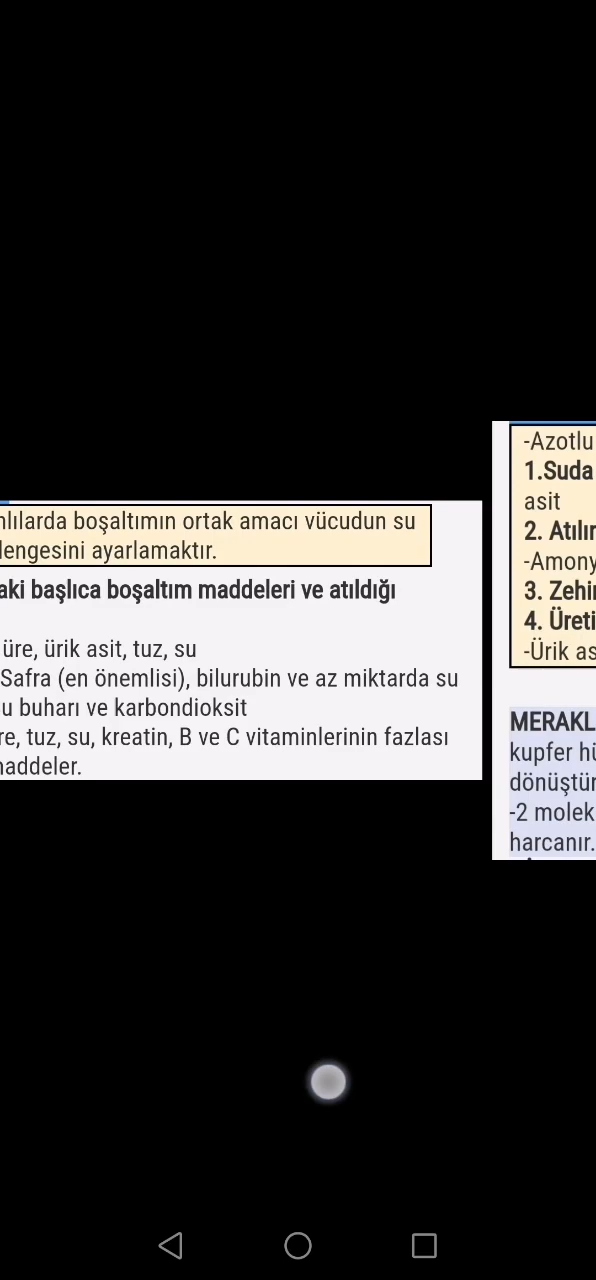 nlılarda boşaltımın ortak amacı vücudun su
lengesini ayarlamaktır.
aki başlıca boşaltım maddeleri ve atıldığı
üre, ürik asit, tuz, su
Safra (en önemlisi), bilurubin ve az miktarda su
u buharı ve karbondioksit
re, tuz, su, kreatin, B ve C vitaminlerinin fazlası
naddeler.
-Azotlu
1.Suda
asit
2. Atılır
-Amony
3. Zehir
4. Üreti
-Ürik as
MERAKL
kupfer hü
dönüştür
-2 molek
harcanır.